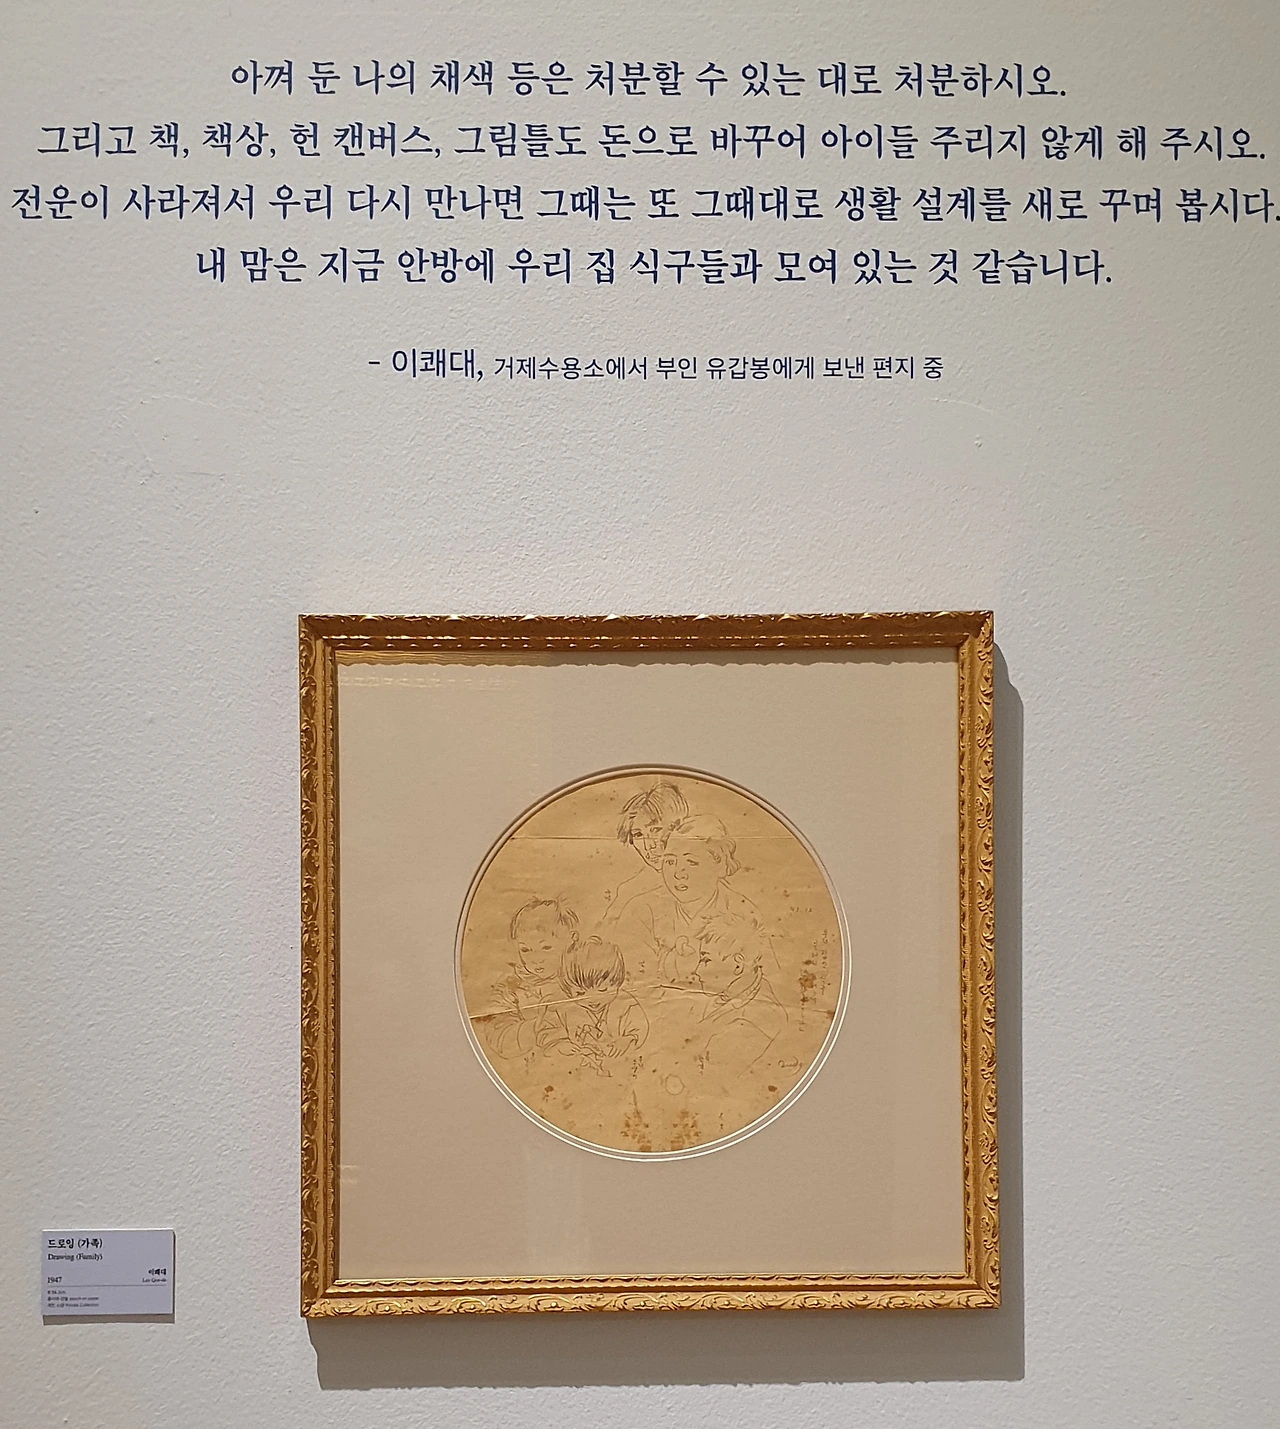 아껴 둔 나의 채색 등은 처분할 수 있는 대로 처분하시오.
그리고 책, 책상, 헌 캔버스, 그림틀도 돈으로 바꾸어 아이들 주리지 않게 해 주시오.
전운이 사라져서 우리 다시 만나면 그때는 또 그때대로 생활 설계를 새로 꾸며 봅시다.
내 맘은 지금 안방에 우리 집 식구들과 모여 있는 것 같습니다.
- 이쾌대, 거제수용소에서 부인 유갑봉에게 보낸 편지 중
드로잉 (가족)
Drawing (Family)
이쾌대
1947